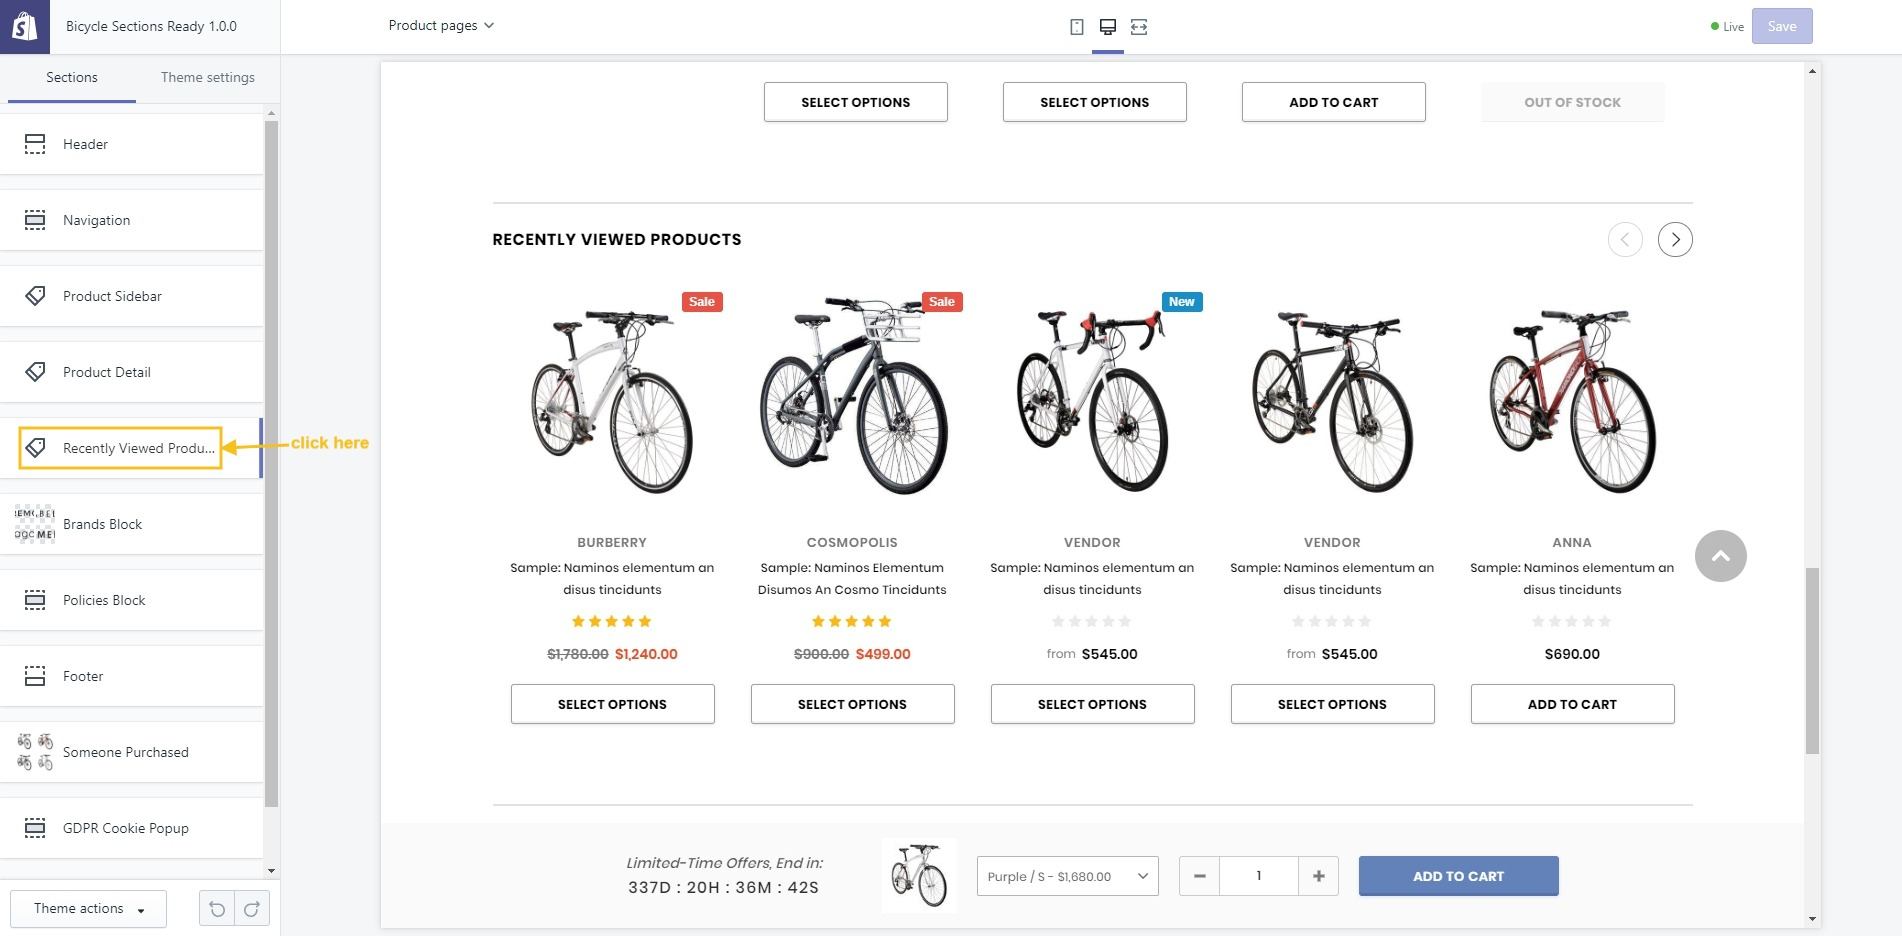 Bicycle Sections Ready 1.0.0
Product pages
Live
Save
Sections
Theme settings
Header
Navigation
Product Sidebar
Product Detail
Recently Viewed Produ...
click here
Brands Block
Policies Block
Footer
Someone Purchased
GDPR Cookie Popup
Theme actions
SELECT OPTIONS
SELECT OPTIONS
ADD TO CART
OUT OF STOCK
RECENTLY VIEWED PRODUCTS
Sale
Sale
New
BURBERRY
Sample: Naminos elementum an
disus tincidunts
$1,780.00 $1,240.00
SELECT OPTIONS
COSMOPOLIS
Sample: Naminos Elementum
Disumos An Cosmo Tincidunts
$900.00 $499.00
SELECT OPTIONS
VENDOR
Sample: Naminos elementum an
disus tincidunts
from $545.00
SELECT OPTIONS
VENDOR
Sample: Naminos elementum an
disus tincidunts
from $545.00
SELECT OPTIONS
ANNA
Sample: Naminos elementum an
disus tincidunts
$690.00
ADD TO CART
Limited-Time Offers, End in:
337D : 20H : 36M : 42S
Purple / S - $1,680.00
1
ADD TO CART